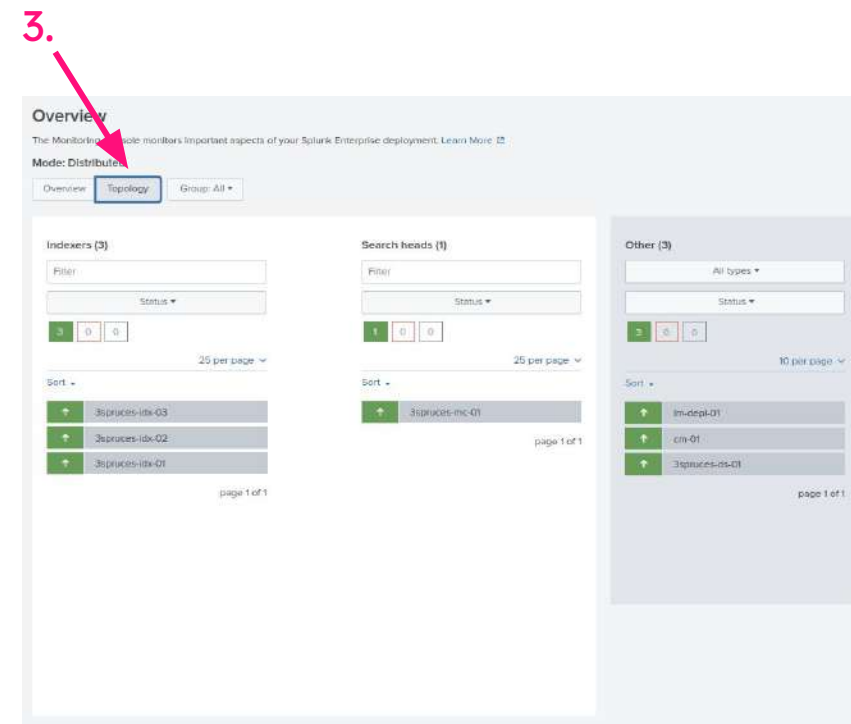 3.
Overview
The Monitoring Console monitors important aspects of your Splunk Enterprise deployment. Learn More
Mode: Distributed
Overview Topology Group: All
Indexers (3)
Filter
Status
3 0 0
25 per page
Sort
3spruces-idx-03
3spruces-idx-02
3spruces-idx-01
page 1 of 1
Search heads (1)
Filter
Status
1 0 0
25 per page
Sort
3spruces-mc-01
page 1 of 1
Other (3)
All types
Status
3 0 0
10 per page
Sort
lm-depl-01
cm-01
3spruces-ds-01
page 1 of 1